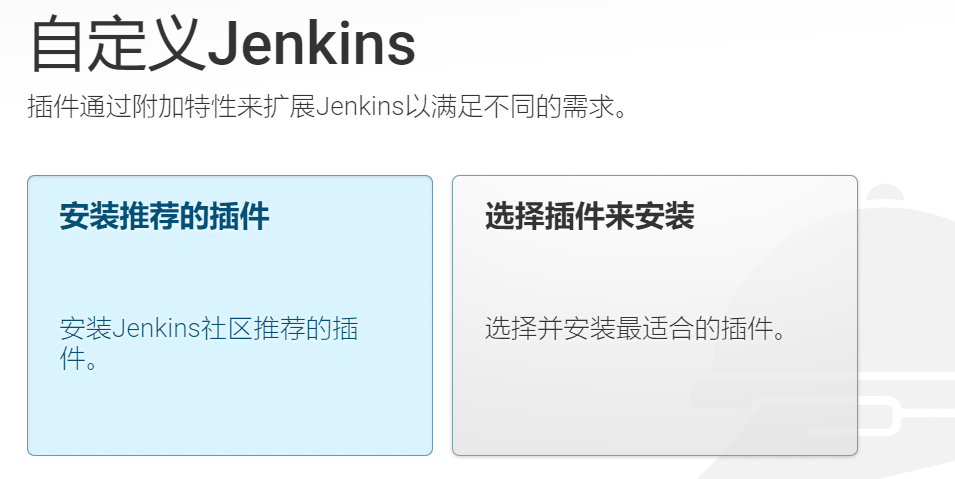 自定义Jenkins
插件通过附加特性来扩展Jenkins以满足不同的需求。
安装推荐的插件
安装Jenkins社区推荐的插
件。
选择插件来安装
选择并安装最适合的插件。